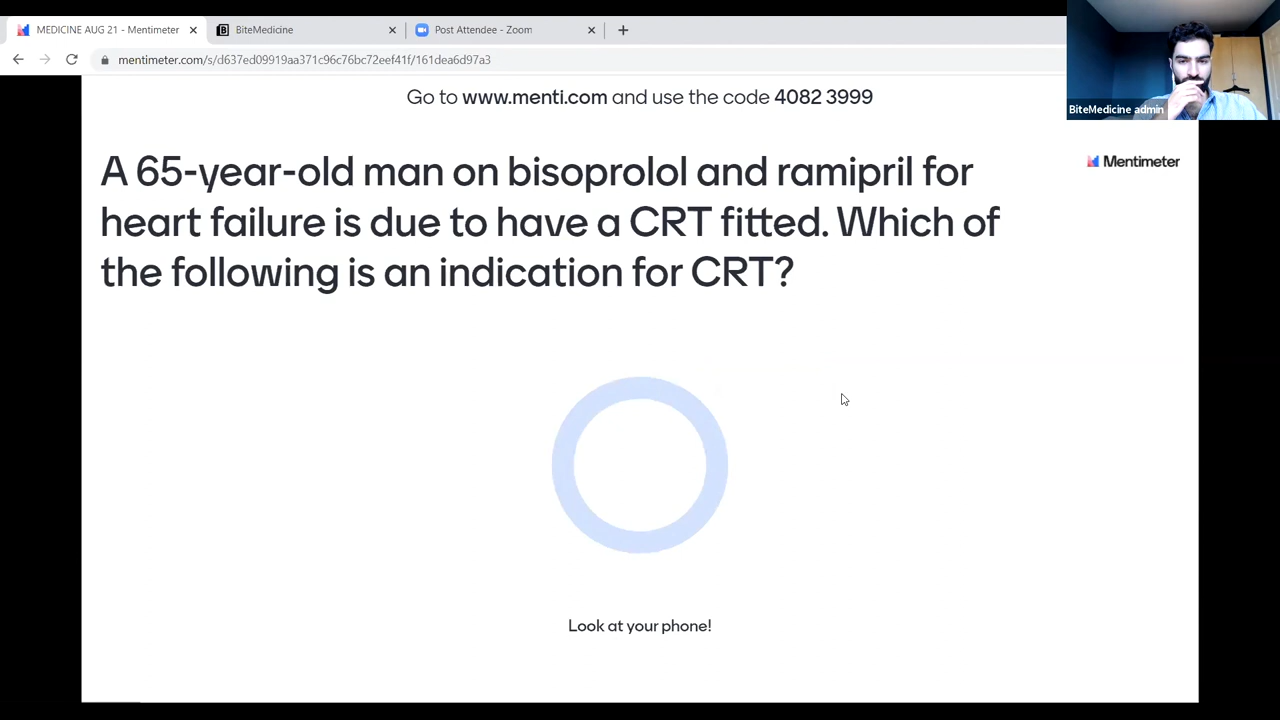 MEDICINE AUG 21 - Mentimeter
BiteMedicine
Post Attendee - Zoom
mentimeter.com/s/d637ed09919aa371c96c76bc72eef41f/161dea6d97a3
BiteMedicine admin
Go to www.menti.com and use the code 4082 3999
Mentimeter
A 65-year-old man on bisoprolol and ramipril for
heart failure is due to have a CRT fitted. Which of
the following is an indication for CRT?
Look at your phone!